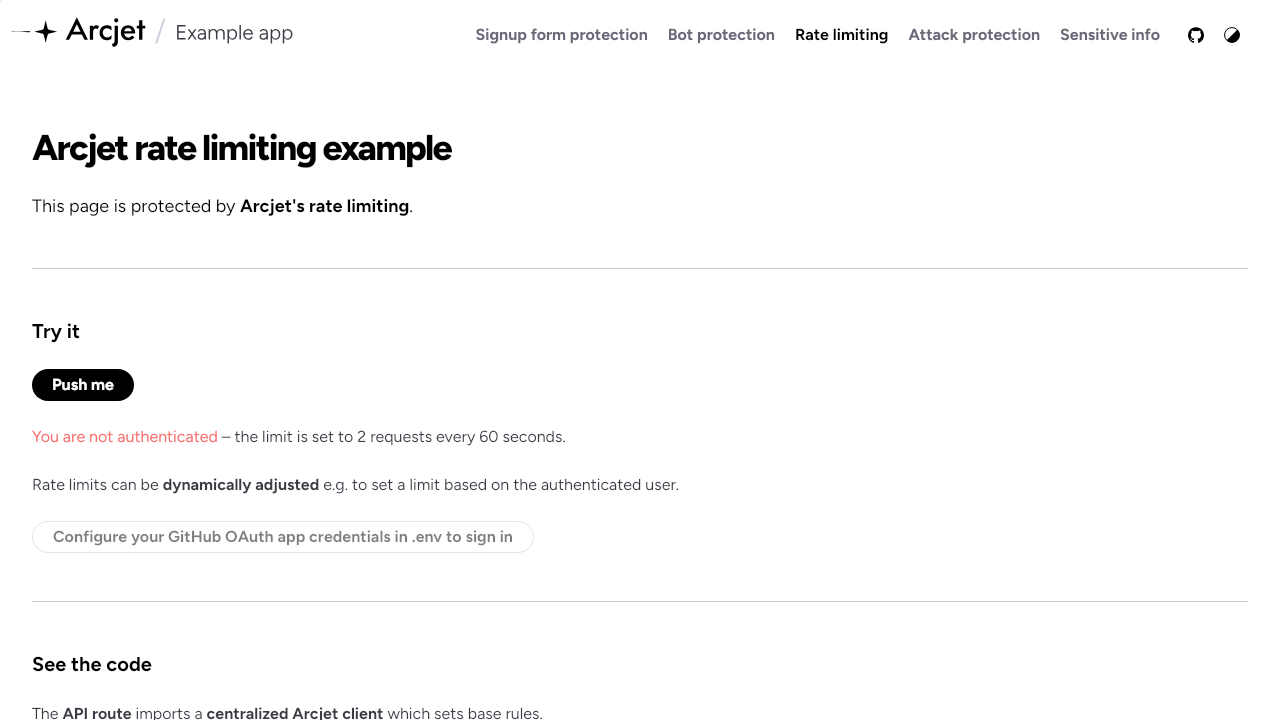 Arcjet / Example app
Signup form protection Bot protection Rate limiting Attack protection Sensitive info
Arcjet rate limiting example
This page is protected by Arcjet's rate limiting.
Try it
Push me
You are not authenticated – the limit is set to 2 requests every 60 seconds.
Rate limits can be dynamically adjusted e.g. to set a limit based on the authenticated user.
Configure your GitHub OAuth app credentials in .env to sign in
See the code
The API route imports a centralized Arcjet client which sets base rules.